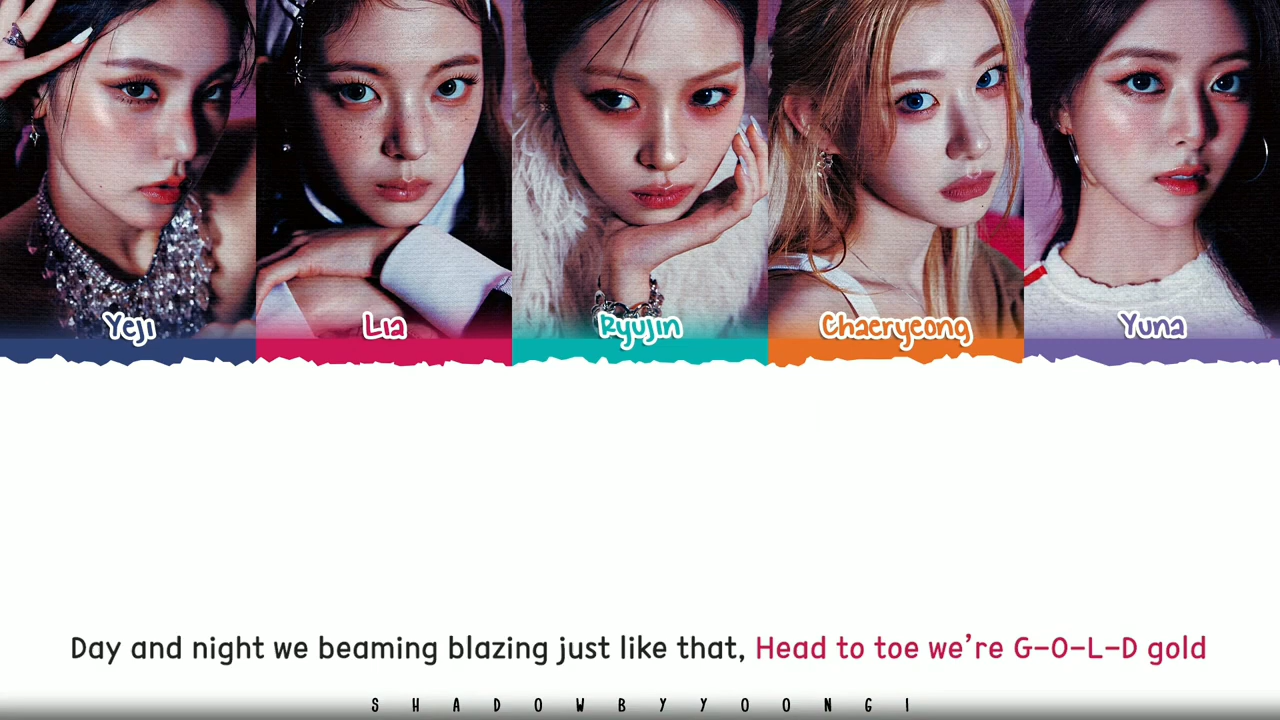 Yeji
Lia
Ryujin
Chaeryeong
Yuna
Day and night we beaming blazing just like that, Head to toe we're G-O-L-D gold
SHADOWBYYOONGI